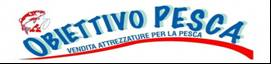 OBIETTIVO PESCA
VENDITA ATTREZZATURE PER LA PESCA